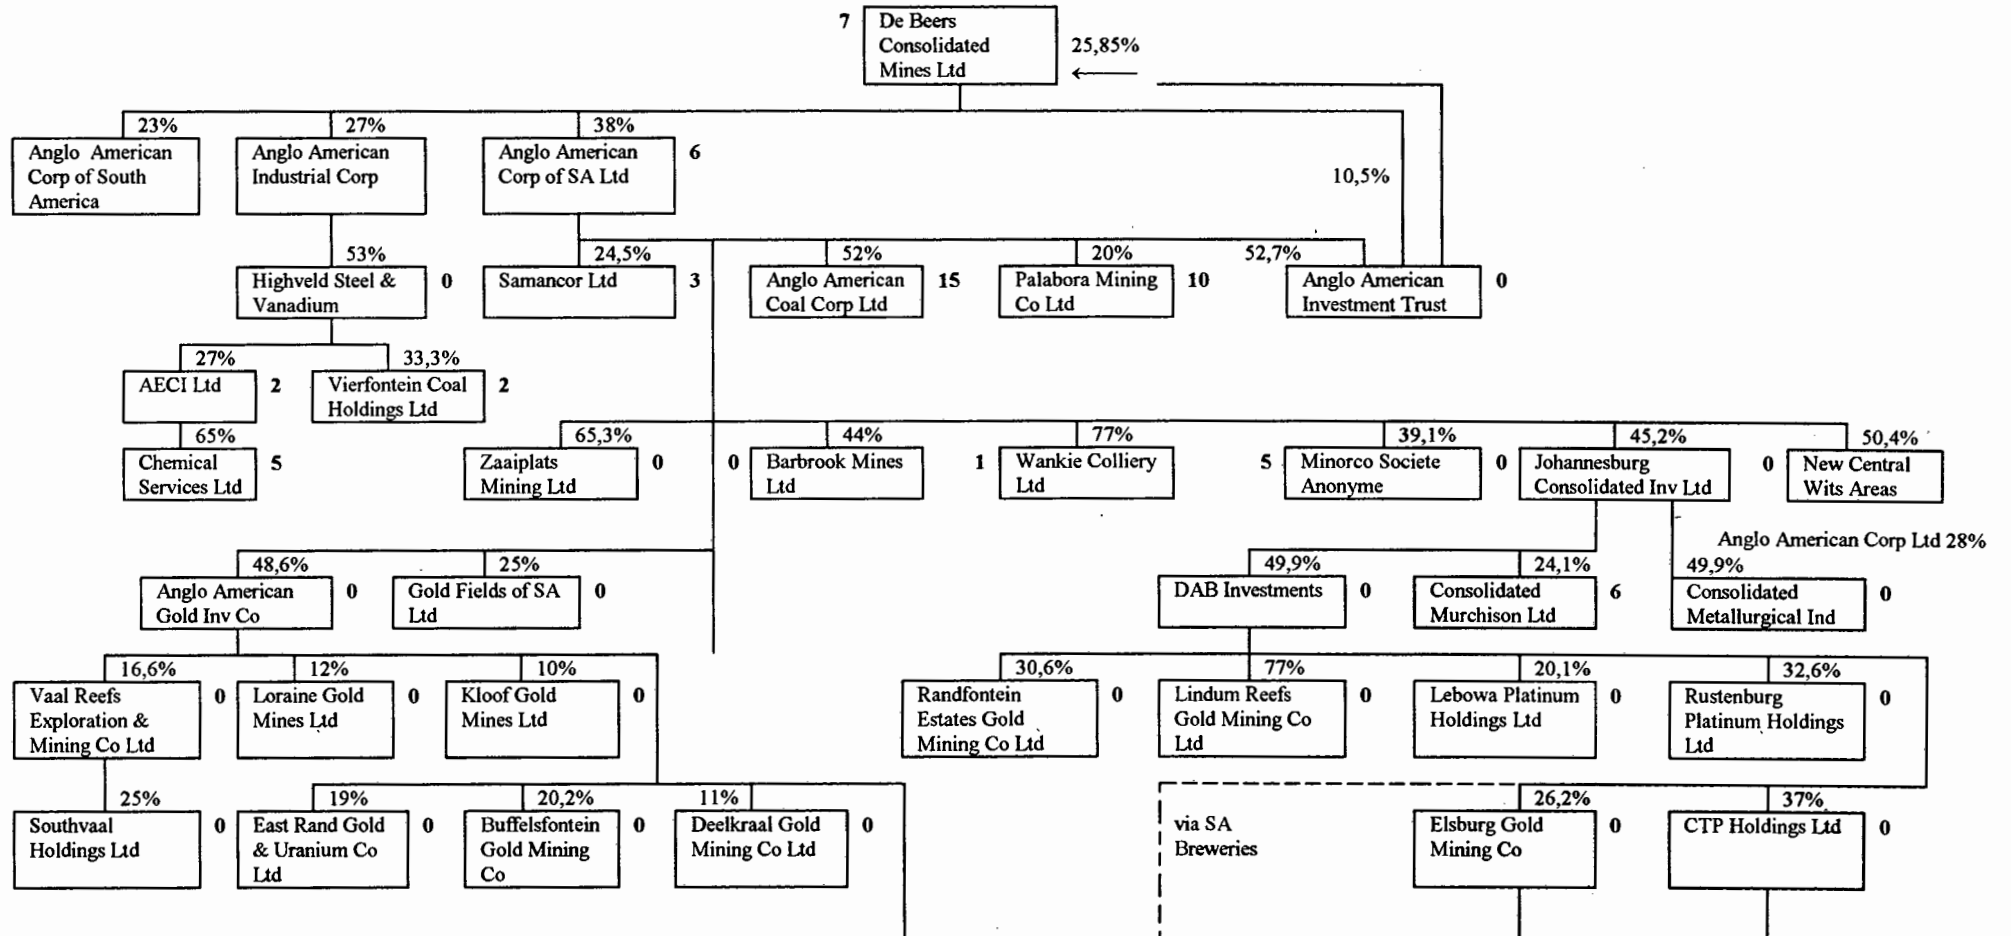 7
De Beers
Consolidated
Mines Ltd
25,85%
23%
27%
38%
Anglo American
Corp of South
America
Anglo American
Industrial Corp
Anglo American
Corp of SA Ltd
6
10,5%
53%
24,5%
52%
20%
52,7%
Highveld Steel &
Vanadium
0
Samancor Ltd
3
Anglo American
Coal Corp Ltd
15
Palabora Mining
Co Ltd
10
Anglo American
Investment Trust
0
27%
33,3%
AECI Ltd
2
Vierfontein Coal
Holdings Ltd
2
65%
65,3%
44%
77%
39,1%
45,2%
50,4%
Chemical
Services Ltd
5
Zaaiplats
Mining Ltd
0
0
Barbrook Mines
Ltd
1
Wankie Colliery
Ltd
5
Minorco Societe
Anonyme
0
Johannesburg
Consolidated Inv Ltd
0
New Central
Wits Areas
Anglo American Corp Ltd 28%
48,6%
25%
49,9%
24,1%
49,9%
Anglo American
Gold Inv Co
0
Gold Fields of SA
Ltd
0
DAB Investments
0
Consolidated
Murchison Ltd
6
Consolidated
Metallurgical Ind
0
16,6%
12%
10%
30,6%
77%
20,1%
32,6%
Vaal Reefs
Exploration &
Mining Co Ltd
0
Loraine Gold
Mines Ltd
0
Kloof Gold
Mines Ltd
0
Randfontein
Estates Gold
Mining Co Ltd
0
Lindum Reefs
Gold Mining Co
Ltd
0
Lebowa Platinum
Holdings Ltd
0
Rustenburg
Platinum Holdings
Ltd
0
25%
19%
20,2%
11%
26,2%
37%
Southvaal
Holdings Ltd
0
East Rand Gold
& Uranium Co
Ltd
0
Buffelsfontein
Gold Mining
Co
0
Deelkraal Gold
Mining Co Ltd
0
via SA
Breweries
Elsburg Gold
Mining Co
0
CTP Holdings Ltd
0